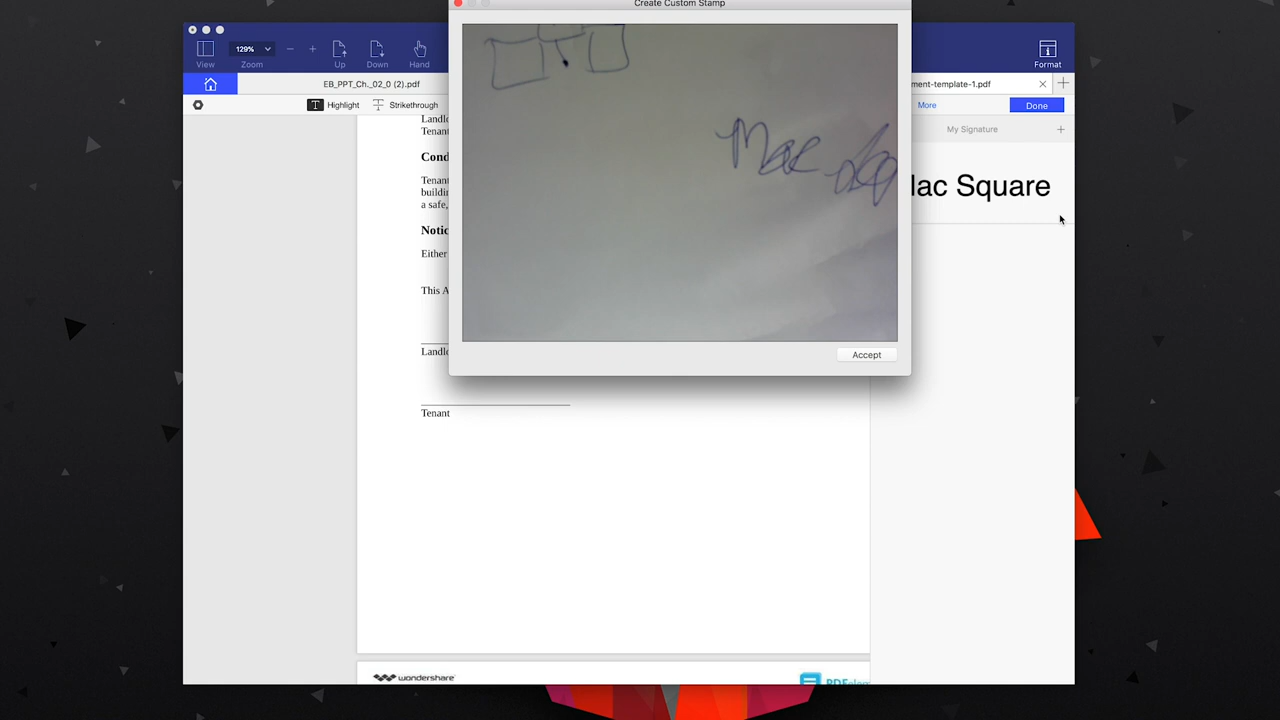 Create Custom Stamp
View
129%
Zoom
Up
Down
Hand
Format
EB_PPT_Ch._02_0 (2).pdf
ment-template-1.pdf
Highlight
Strikethrough
More
Done
My Signature
lac Square
Landlo
Tenant
Cond
Tenant
buildin
a safe,
Notic
Either
This A
Landlo
Tenant
Mac
Accept
wondershare
PDFelem